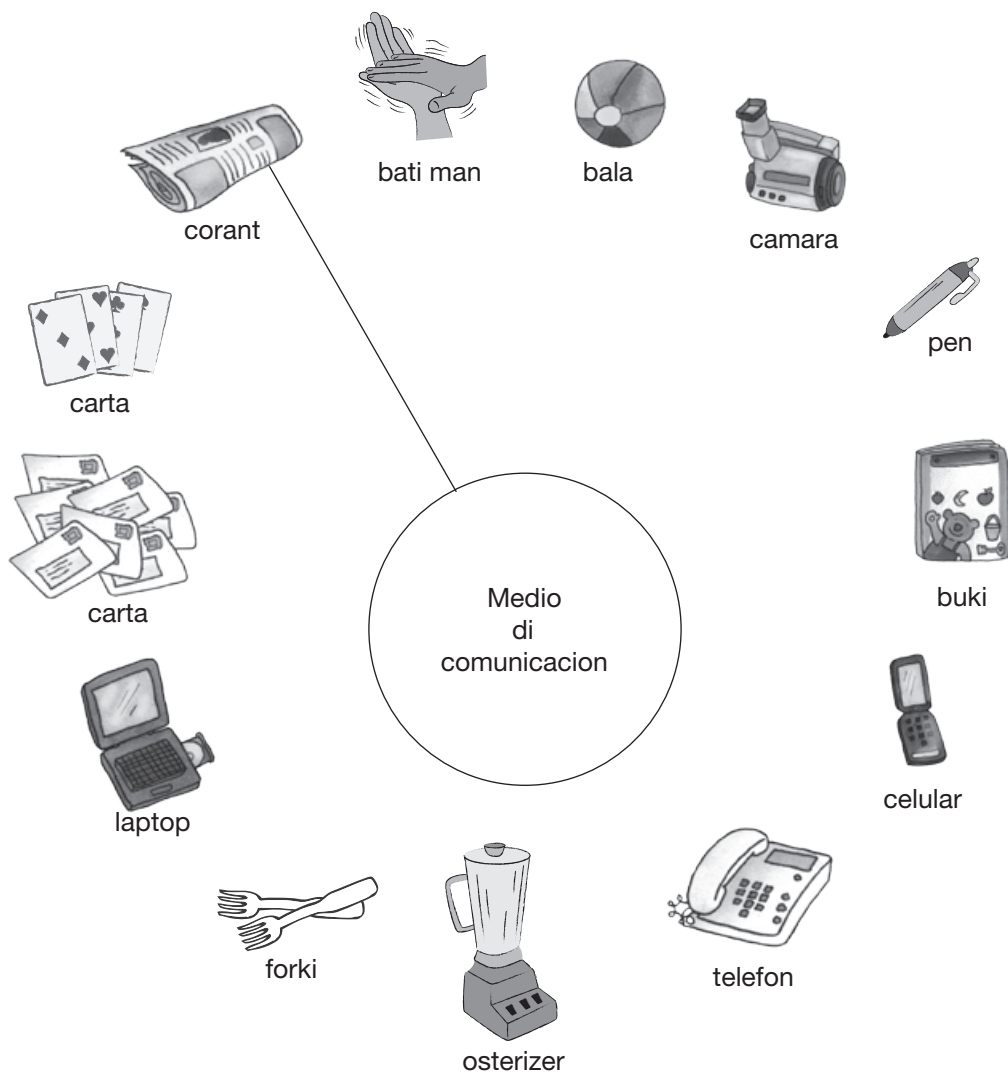 bati man
bala
corant
camara
pen
carta
carta
buki
Medio
di
comunicacion
celular
laptop
forki
telefon
osterizer